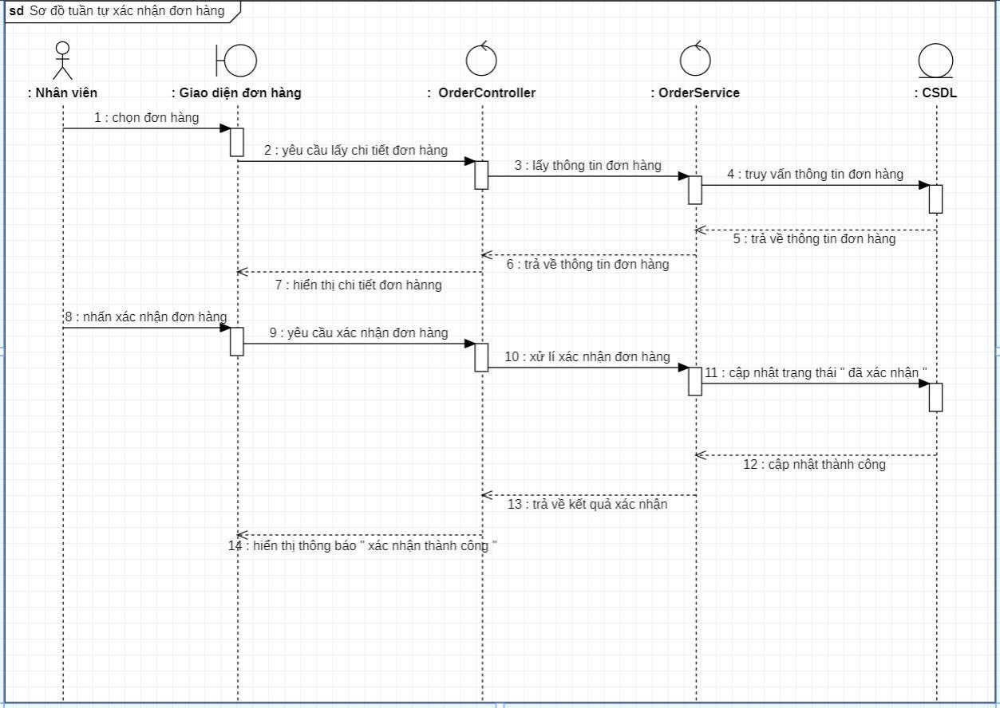 sd Sơ đồ tuần tự xác nhận đơn hàng
: Nhân viên
: Giao diện đơn hàng
: OrderController
: OrderService
: CSDL
1 : chọn đơn hàng
2 : yêu cầu lấy chi tiết đơn hàng
3 : lấy thông tin đơn hàng
4 : truy vấn thông tin đơn hàng
5 : trả về thông tin đơn hàng
6 : trả về thông tin đơn hàng
7 : hiển thị chi tiết đơn hànng
8 : nhấn xác nhận đơn hàng
9 : yêu cầu xác nhận đơn hàng
10 : xử lí xác nhận đơn hàng
11 : cập nhật trạng thái " đã xác nhận "
12 : cập nhật thành công
13 : trả về kết quả xác nhận
14 : hiển thị thông báo " xác nhận thành công "